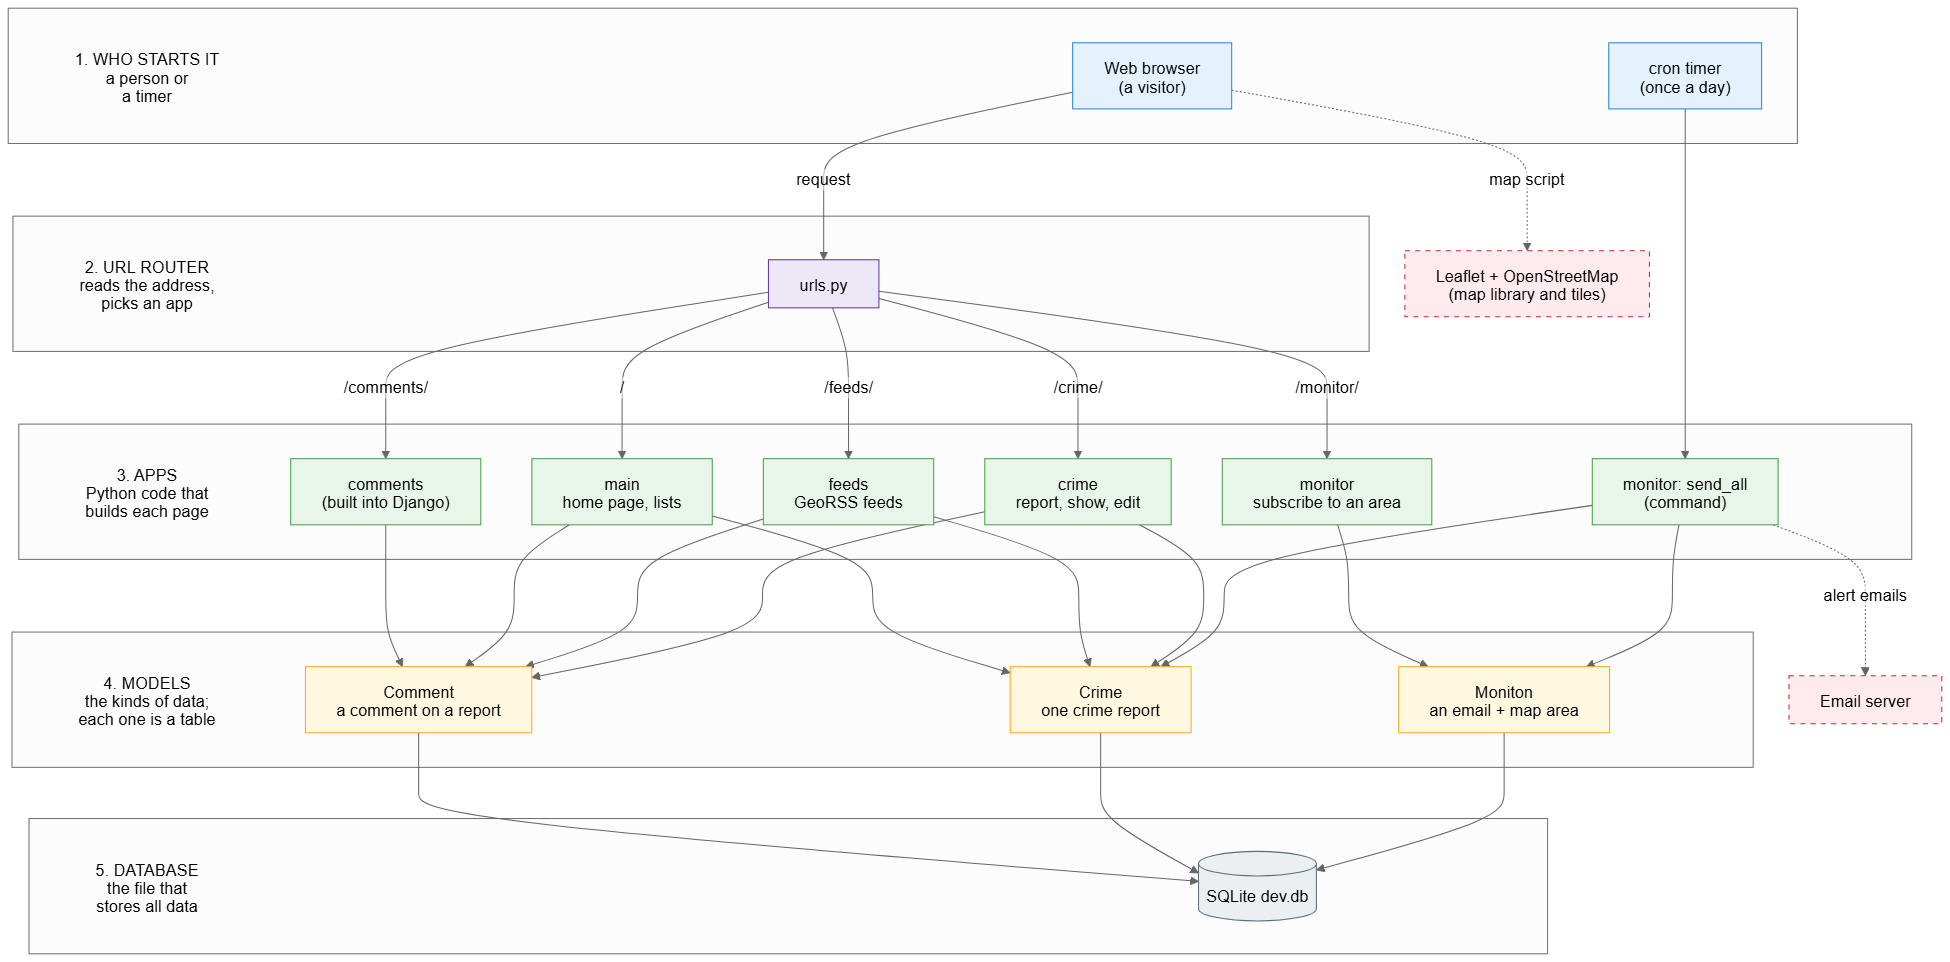 1. WHO STARTS IT
a person or
a timer
Web browser
(a visitor)
cron timer
(once a day)
request
map script
2. URL ROUTER
reads the address,
picks an app
urls.py
Leaflet + OpenStreetMap
(map library and tiles)
/comments/
/
/feeds/
/crime/
/monitor/
3. APPS
Python code that
builds each page
comments
(built into Django)
main
home page, lists
feeds
GeoRSS feeds
crime
report, show, edit
monitor
subscribe to an area
monitor: send_all
(command)
alert emails
4. MODELS
the kinds of data;
each one is a table
Comment
a comment on a report
Crime
one crime report
Moniton
an email + map area
Email server
5. DATABASE
the file that
stores all data
SQLite dev.db